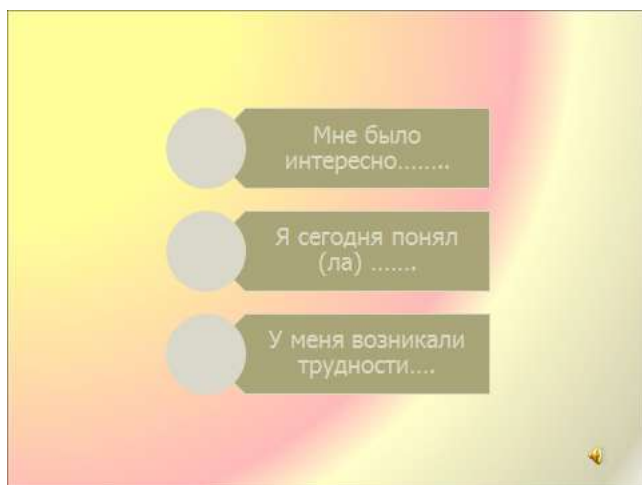 Мне было
интересно……..
Я сегодня понял
(ла) …….
У меня возникали
трудности….